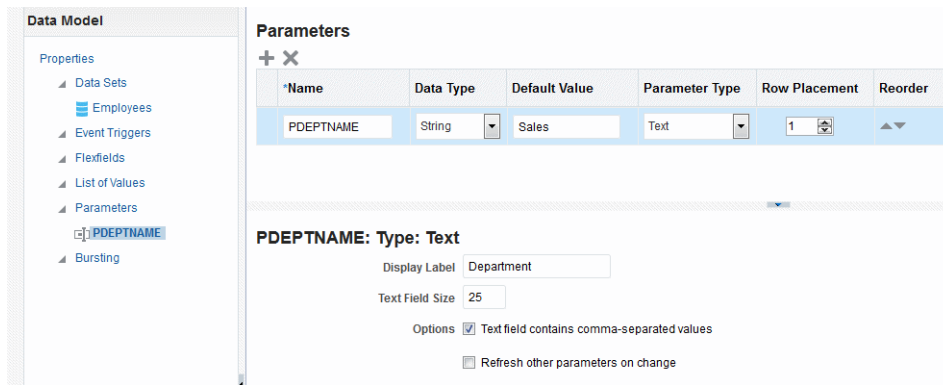 Data Model
Properties
Data Sets
Employees
Event Triggers
Flexfields
List of Values
Parameters
PDEPTNAME
Bursting
Parameters
*Name Data Type Default Value Parameter Type Row Placement Reorder
PDEPTNAME String Sales Text 1
PDEPTNAME: Type: Text
Display Label Department
Text Field Size 25
Options Text field contains comma-separated values
Refresh other parameters on change